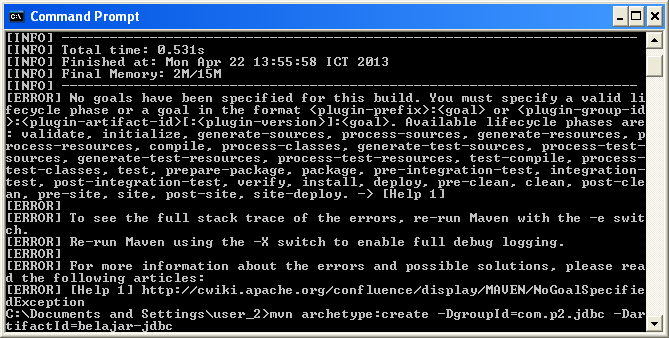 Command Prompt
[INFO] ------------------------------------------------------------------------
[INFO] Total time: 0.531s
[INFO] Finished at: Mon Apr 22 13:55:58 ICT 2013
[INFO] Final Memory: 2M/15M
[INFO] ------------------------------------------------------------------------
[ERROR] No goals have been specified for this build. You must specify a valid li
fecycle phase or a goal in the format <plugin-prefix>:<goal> or <plugin-group-id
>:<plugin-artifact-id>[:<plugin-version>]:<goal>. Available lifecycle phases are
: validate, initialize, generate-sources, process-sources, generate-resources, p
rocess-resources, compile, process-classes, generate-test-sources, process-test-
sources, generate-test-resources, process-test-resources, test-compile, process-
test-classes, test, prepare-package, package, pre-integration-test, integration-
test, post-integration-test, verify, install, deploy, pre-clean, clean, post-cle
an, pre-site, site, post-site, site-deploy. -> [Help 1]
[ERROR]
[ERROR] To see the full stack trace of the errors, re-run Maven with the -e swit
ch.
[ERROR] Re-run Maven using the -X switch to enable full debug logging.
[ERROR]
[ERROR] For more information about the errors and possible solutions, please rea
d the following articles:
[ERROR] [Help 1] http://cwiki.apache.org/confluence/display/MAVEN/NoGoalSpecifie
dException
C:\Documents and Settings\user_2>mvn archetype:create -DgroupId=com.p2.jdbc -Dar
tifactId=belajar-jdbc